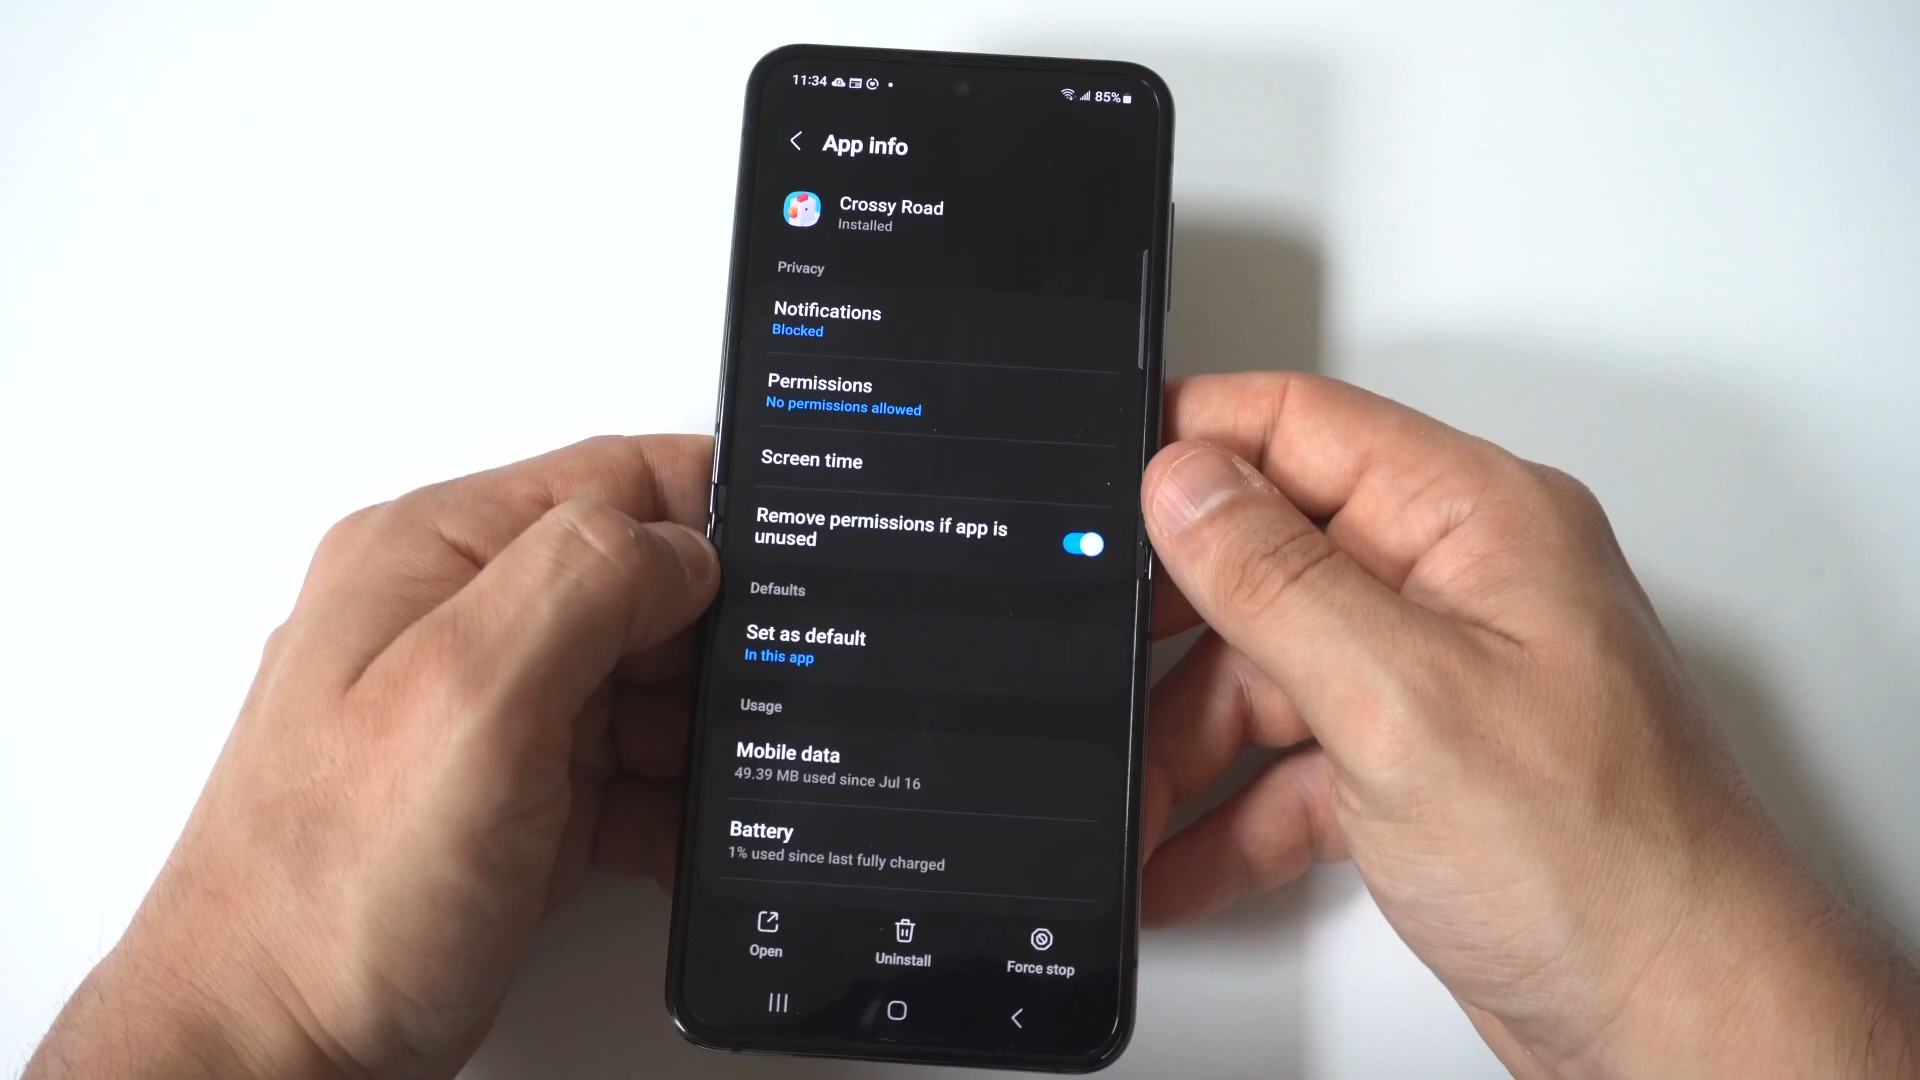 11:34
85%
App info
Crossy Road
Installed
Privacy
Notifications
Blocked
Permissions
No permissions allowed
Screen time
Remove permissions if app is
unused
Defaults
Set as default
In this app
Usage
Mobile data
49.39 MB used since Jul 16
Battery
1% used since last fully charged
Open
Uninstall
Force stop